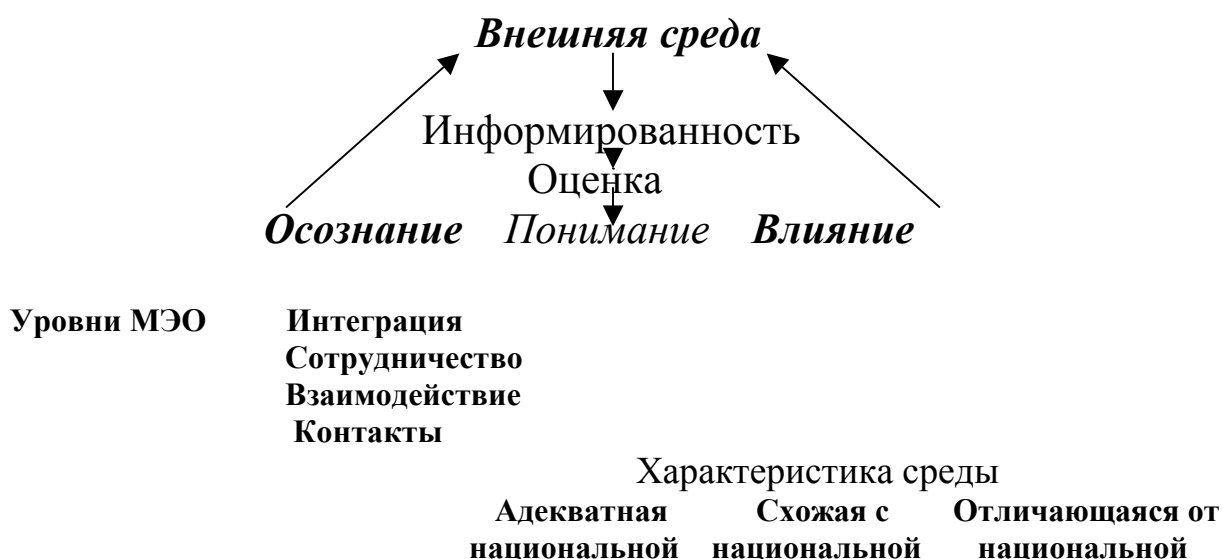 Внешняя среда
Информированность
Оценка
Осознание Понимание Влияние
Уровни МЭО Интеграция
Сотрудничество
Взаимодействие
Контакты
Характеристика среды
Адекватная Схожая с Отличающаяся от
национальной национальной национальной